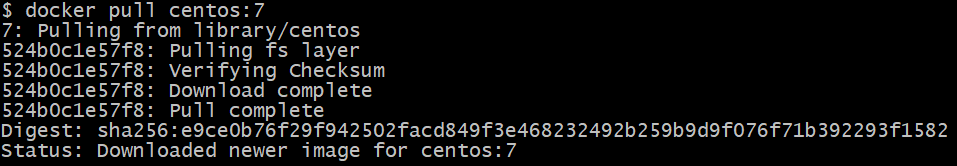 $ docker pull centos:7
7: Pulling from library/centos
524b0c1e57f8: Pulling fs layer
524b0c1e57f8: Verifying Checksum
524b0c1e57f8: Download complete
524b0c1e57f8: Pull complete
Digest: sha256:e9ce0b76f29f942502facd849f3e468232492b259b9d9f076f71b392293f1582
Status: Downloaded newer image for centos:7